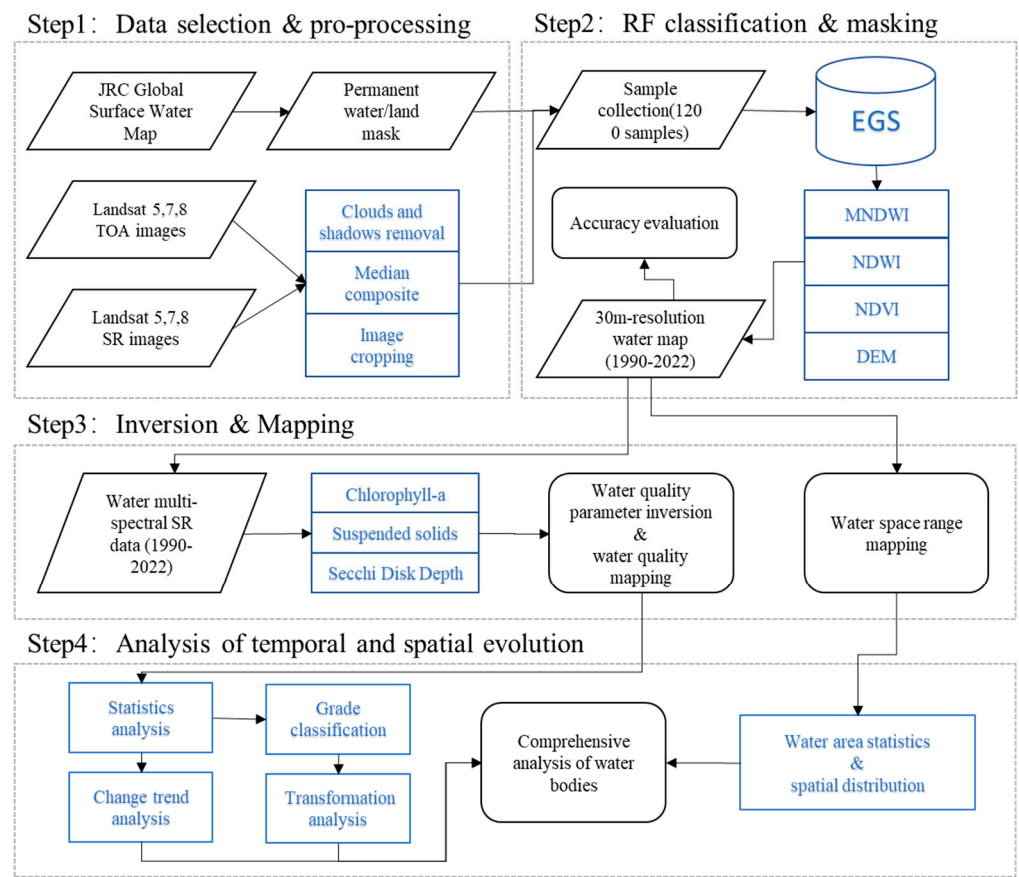 Step1： Data selection & pro-processing
JRC Global
Surface Water
Map
Permanent
water/land
mask
Landsat 5,7,8
TOA images
Landsat 5,7,8
SR images
Clouds and
shadows removal
Median
composite
Image
cropping
Step2： RF classification & masking
Sample
collection(120
0 samples)
EGS
MNDWI
NDWI
NDVI
DEM
Accuracy evaluation
30m-resolution
water map
(1990-2022)
Step3： Inversion & Mapping
Water multi-
spectral SR
data (1990-
2022)
Chlorophyll-a
Suspended solids
Secchi Disk Depth
Water quality
parameter inversion
&
water quality
mapping
Water space range
mapping
Step4： Analysis of temporal and spatial evolution
Statistics
analysis
Grade
classification
Change trend
analysis
Transformation
analysis
Comprehensive
analysis of water
bodies
Water area statistics
&
spatial distribution